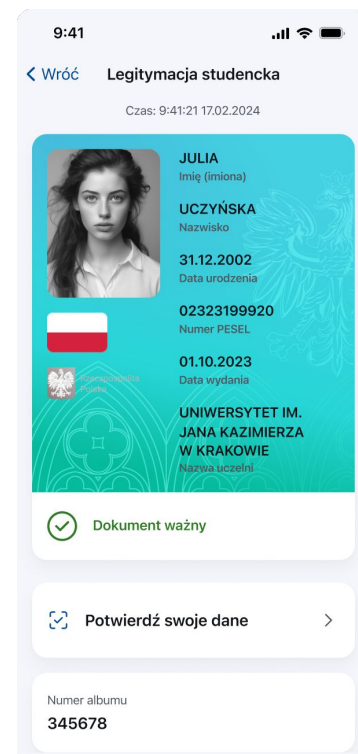 9:41
Wróć Legitymacja studencka
Czas: 9:41:21 17.02.2024
JULIA
Imię (imiona)
UCZYŃSKA
Nazwisko
31.12.2002
Data urodzenia
02323199920
Numer PESEL
Rzeczpospolita
Polska
01.10.2023
Data wydania
UNIWERSYTET IM.
JANA KAZIMIERZA
W KRAKOWIE
Nazwa uczelni
Dokument ważny
Potwierdź swoje dane
Numer albumu
345678